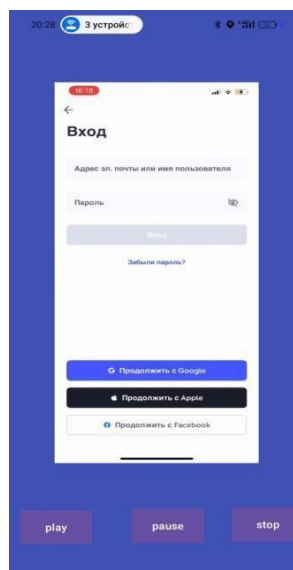 20:28 3 устройс
16:18
Вход
Адрес эл. почты или имя пользователя
Пароль
Вход
Забыли пароль?
Продолжить с Google
Продолжить с Apple
Продолжить с Facebook
play pause stop